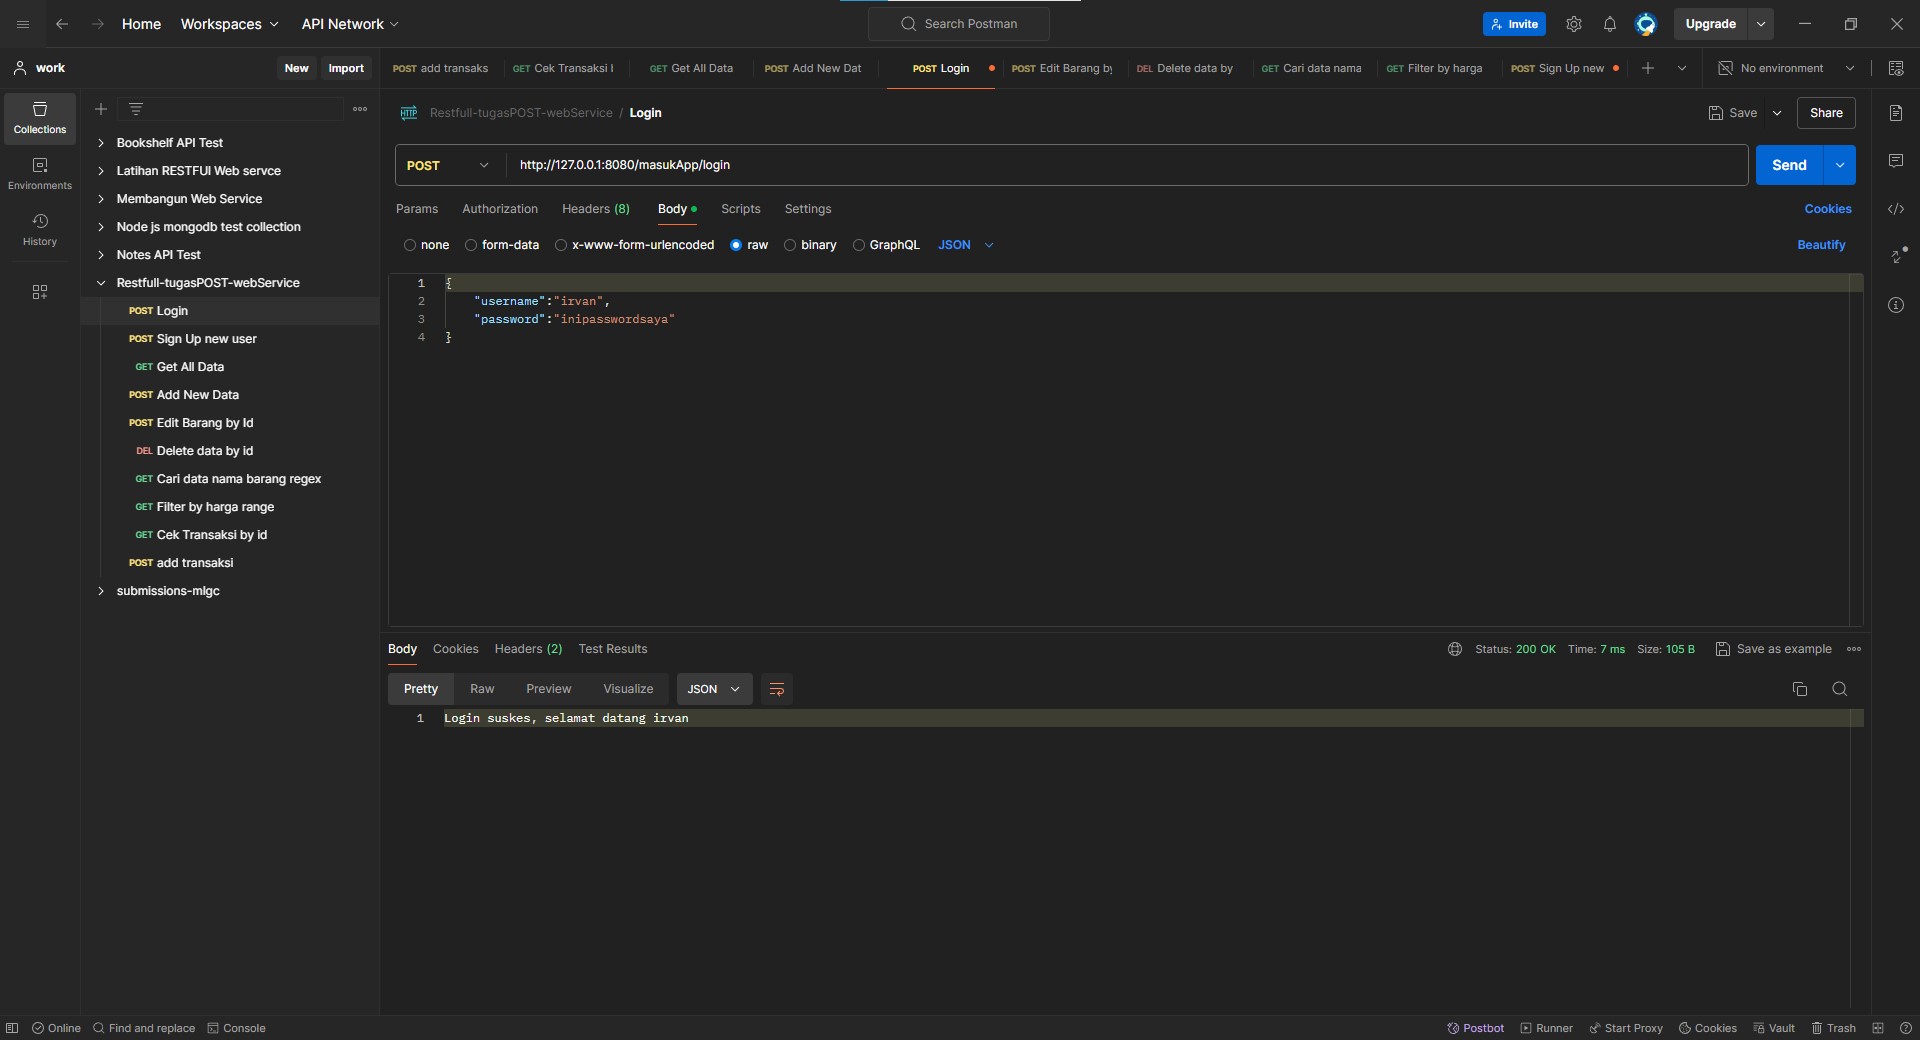 Home Workspaces API Network Search Postman Invite Upgrade
work New Import
POST add transaks GET Cek Transaksi I GET Get All Data POST Add New Dat POST Login POST Edit Barang by DEL Delete data by GET Cari data nama GET Filter by harga POST Sign Up new No environment
Collections
Environments
History
Bookshelf API Test
Latihan RESTFUl Web servce
Membangun Web Service
Node js mongodb test collection
Notes API Test
Restfull-tugasPOST-webService
POST Login
POST Sign Up new user
GET Get All Data
POST Add New Data
POST Edit Barang by Id
DEL Delete data by id
GET Cari data nama barang regex
GET Filter by harga range
GET Cek Transaksi by id
POST add transaksi
submissions-mlgc
HTTP Restfull-tugasPOST-webService / Login Save Share
POST http://127.0.0.1:8080/masukApp/login Send
Params Authorization Headers (8) Body Scripts Settings Cookies
none form-data x-www-form-urlencoded raw binary GraphQL JSON Beautify
1 {
2 "username":"irvan",
3 "password":"inipasswordsaya"
4 }
Body Cookies Headers (2) Test Results Status: 200 OK Time: 7 ms Size: 105 B Save as example
Pretty Raw Preview Visualize JSON
1 Login suskes, selamat datang irvan
Online Find and replace Console Postbot Runner Start Proxy Cookies Vault Trash